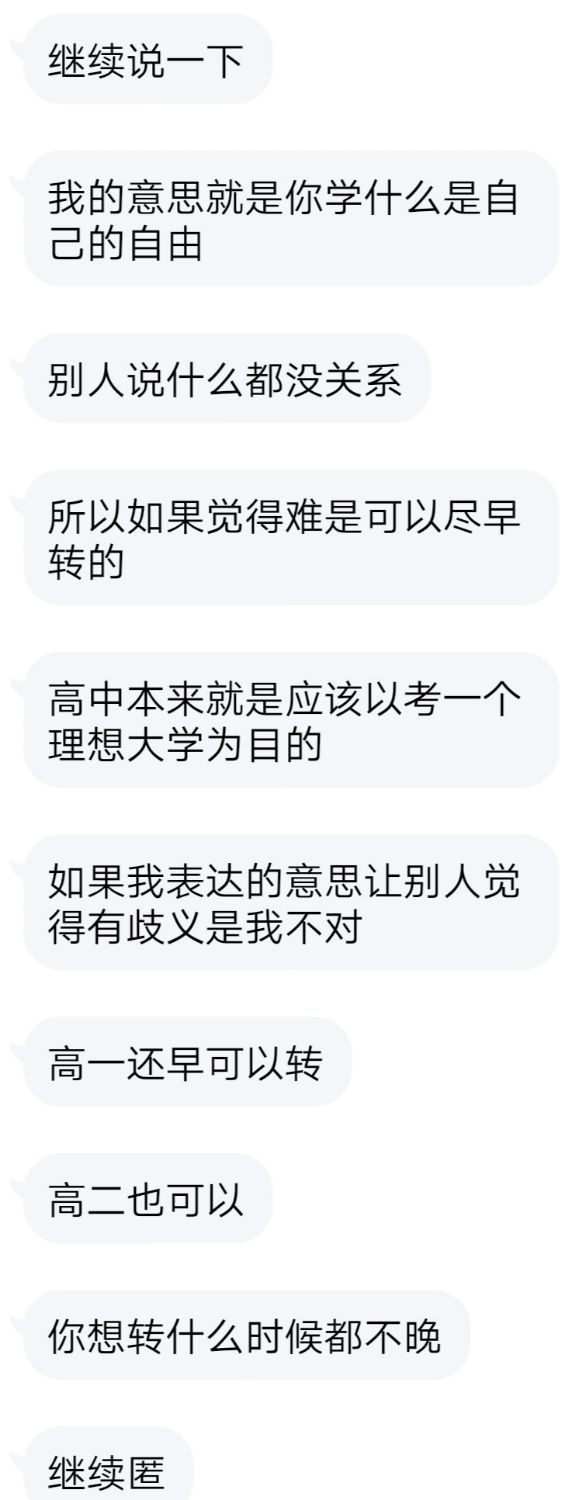 继续说一下
我的意思就是你学什么是自
己的自由
别人说什么都没关系
所以如果觉得难是可以尽早
转的
高中本来就是应该以考一个
理想大学为目的
如果我表达的意思让别人觉
得有歧义是我不对
高一还早可以转
高二也可以
你想转什么时候都不晚
继续匿